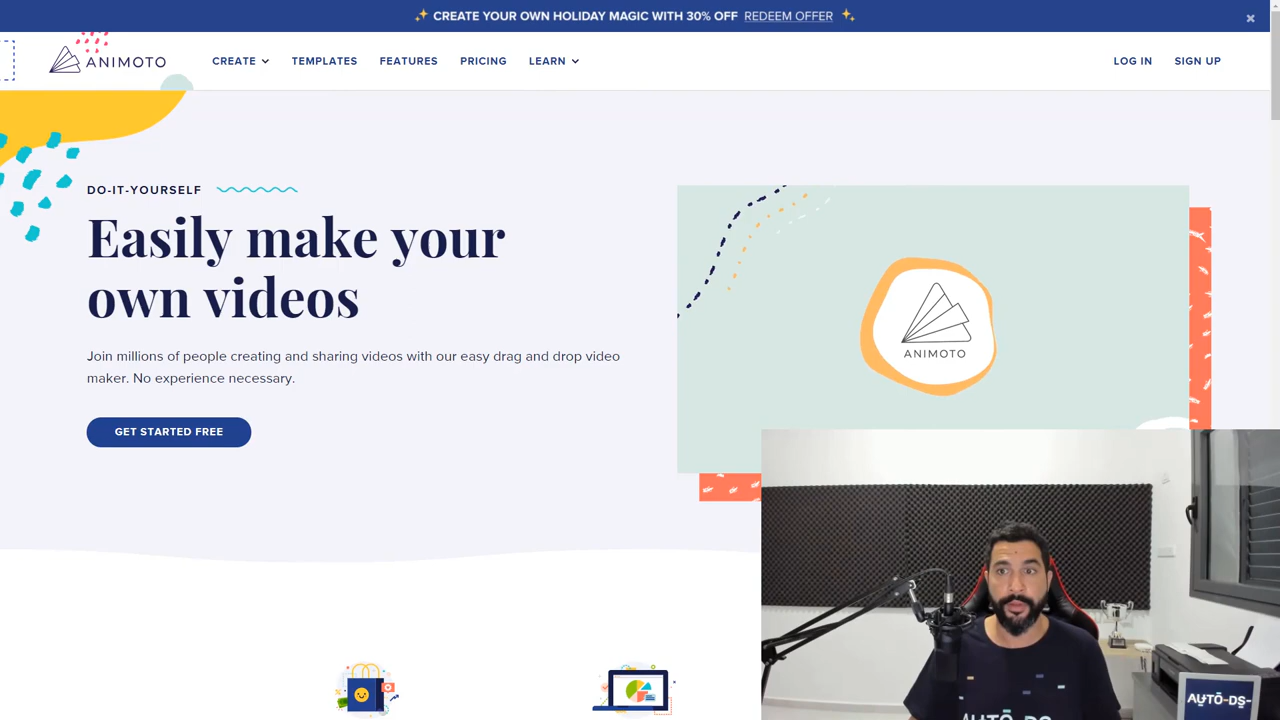 ✨ CREATE YOUR OWN HOLIDAY MAGIC WITH 30% OFF REDEEM OFFER ✨
ANIMOTO
CREATE
TEMPLATES
FEATURES
PRICING
LEARN
LOG IN
SIGN UP
DO-IT-YOURSELF
Easily make your
own videos
Join millions of people creating and sharing videos with our easy drag and drop video
maker. No experience necessary.
GET STARTED FREE
ANIMOTO
AUTO-DS-
AUTO-DS-